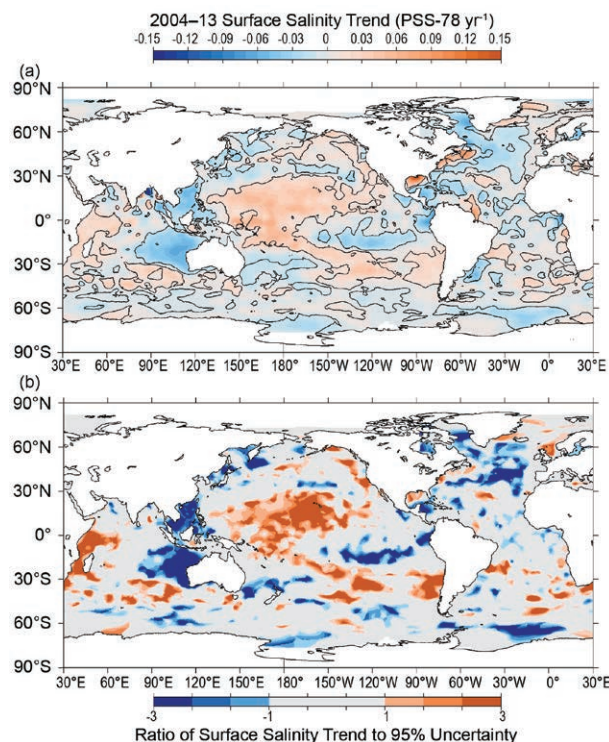 2004–13 Surface Salinity Trend (PSS-78 yr⁻¹)
-0.15 -0.12 -0.09 -0.06 -0.03 0 0.03 0.06 0.09 0.12 0.15
(a)
90°N
60°N
30°N
0°
30°S
60°S
90°S
30°E 60°E 90°E 120°E 150°E 180° 150°W 120°W 90°W 60°W 30°W 0° 30°E
(b)
90°N
60°N
30°N
0°
30°S
60°S
90°S
30°E 60°E 90°E 120°E 150°E 180° 150°W 120°W 90°W 60°W 30°W 0° 30°E
-3 -1 1 3
Ratio of Surface Salinity Trend to 95% Uncertainty